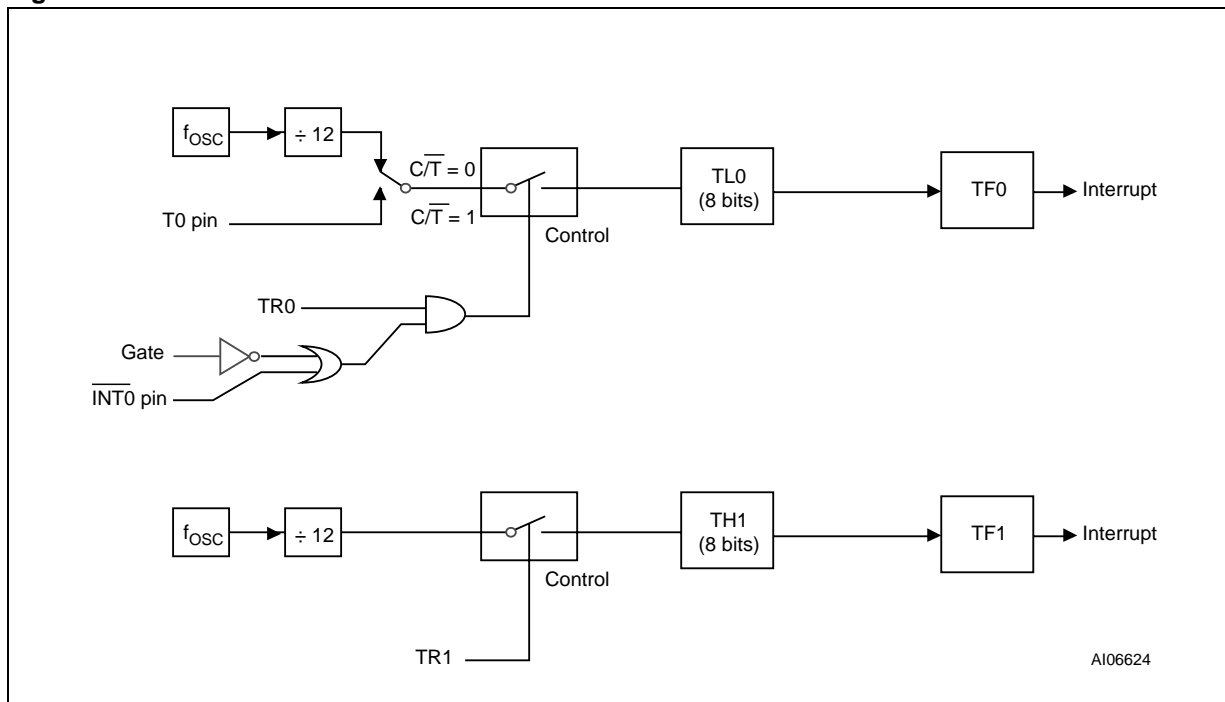 fOSC
÷ 12
C/T̅ = 0
TL0
(8 bits)
TF0
Interrupt
T0 pin
C/T̅ = 1
Control
TR0
Gate
I̅N̅T̅0̅ pin
fOSC
÷ 12
TH1
(8 bits)
TF1
Interrupt
Control
TR1
AI06624